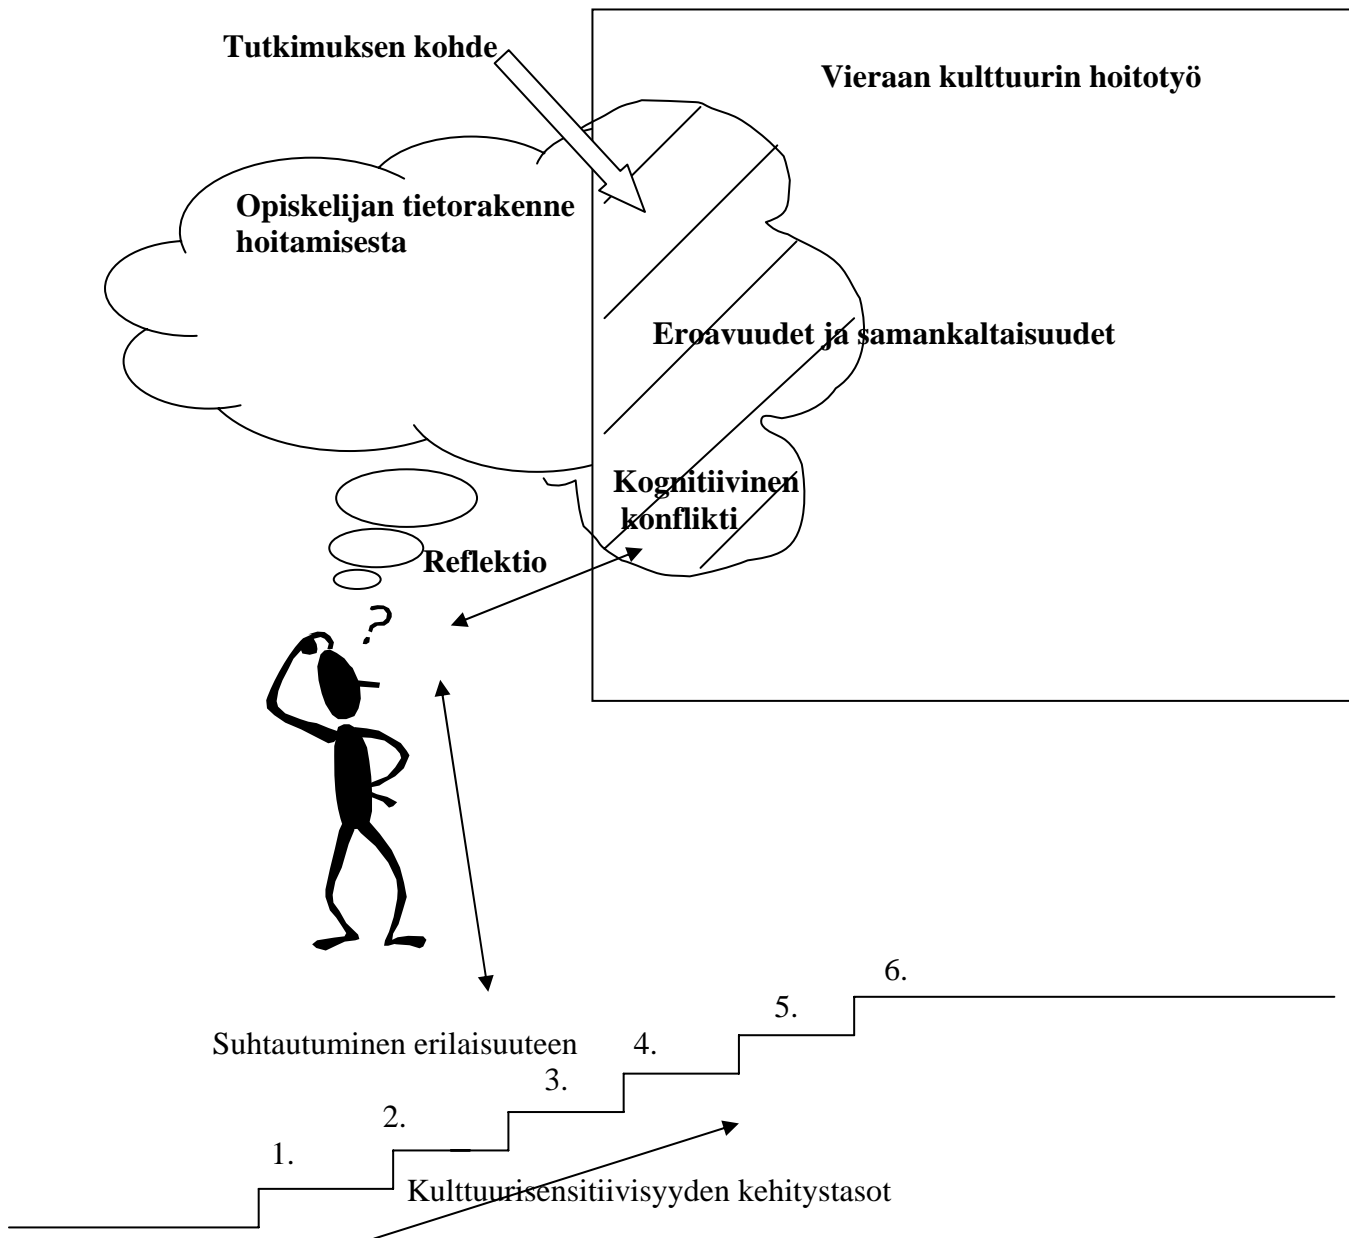 Tutkimuksen kohde
Vieraan kulttuurin hoitotyö
Opiskelijan tietorakenne
hoitamisesta
Eroavuudet ja samankaltaisuudet
Kognitiivinen
konflikti
Reflektio
?
6.
5.
Suhtautuminen erilaisuuteen
4.
3.
2.
1.
Kulttuurisensitiivisyyden kehitystasot